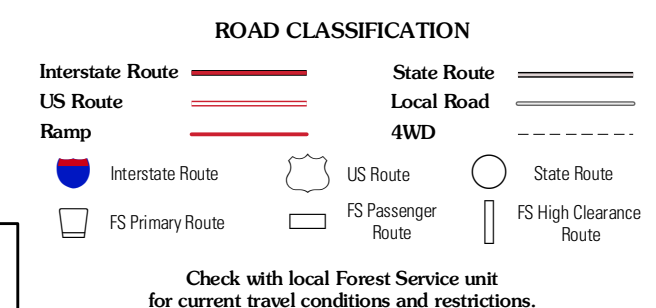 ROAD CLASSIFICATION
Interstate Route
State Route
US Route
Local Road
Ramp
4WD
Interstate Route
US Route
State Route
FS Primary Route
FS Passenger
Route
FS High Clearance
Route
Check with local Forest Service unit
for current travel conditions and restrictions.